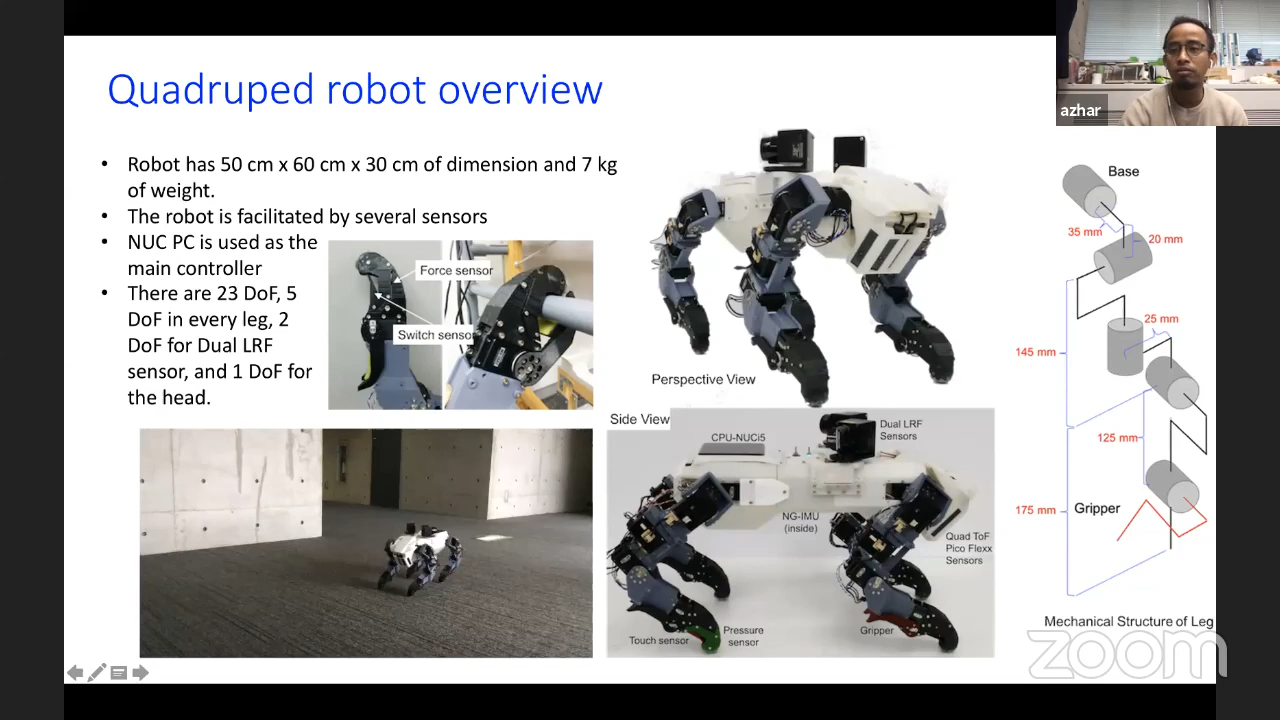 Quadruped robot overview
azhar
• Robot has 50 cm x 60 cm x 30 cm of dimension and 7 kg
of weight.
• The robot is facilitated by several sensors
• NUC PC is used as the
main controller
• There are 23 DoF, 5
DoF in every leg, 2
DoF for Dual LRF
sensor, and 1 DoF for
the head.
Force sensor
Switch sensor
Perspective View
Side View
CPU-NUCi5
Dual LRF
Sensors
NG-IMU
(inside)
Quad ToF
Pico Flexx
Sensors
Touch sensor
Pressure
sensor
Gripper
Base
35 mm
20 mm
25 mm
145 mm
125 mm
175 mm
Gripper
Mechanical Structure of Leg
zoom